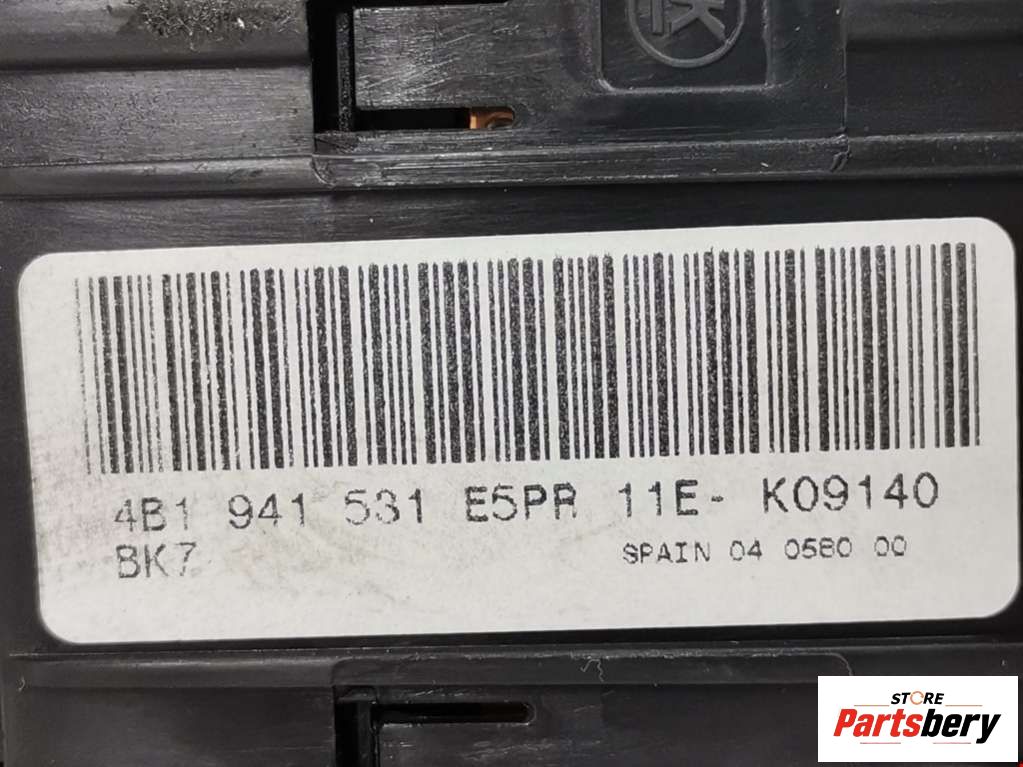 K
4B1 941 531 E5PR 11E- K09140
BK7
SPAIN 04 0580 00
STORE
Partsbery